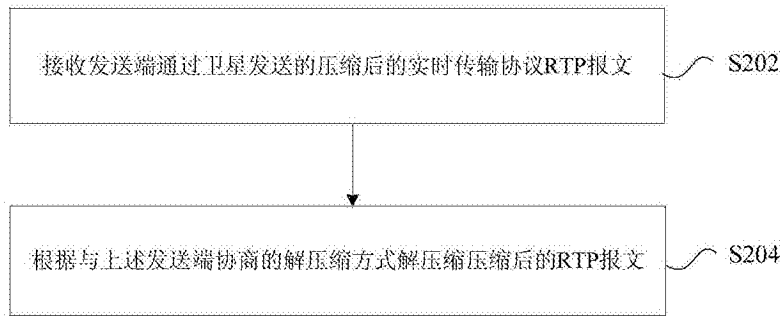 接收发送端通过卫星发送的压缩后的实时传输协议RTP报文
S202
根据与上述发送端协商的解压缩方式解压缩压缩后的RTP报文
S204